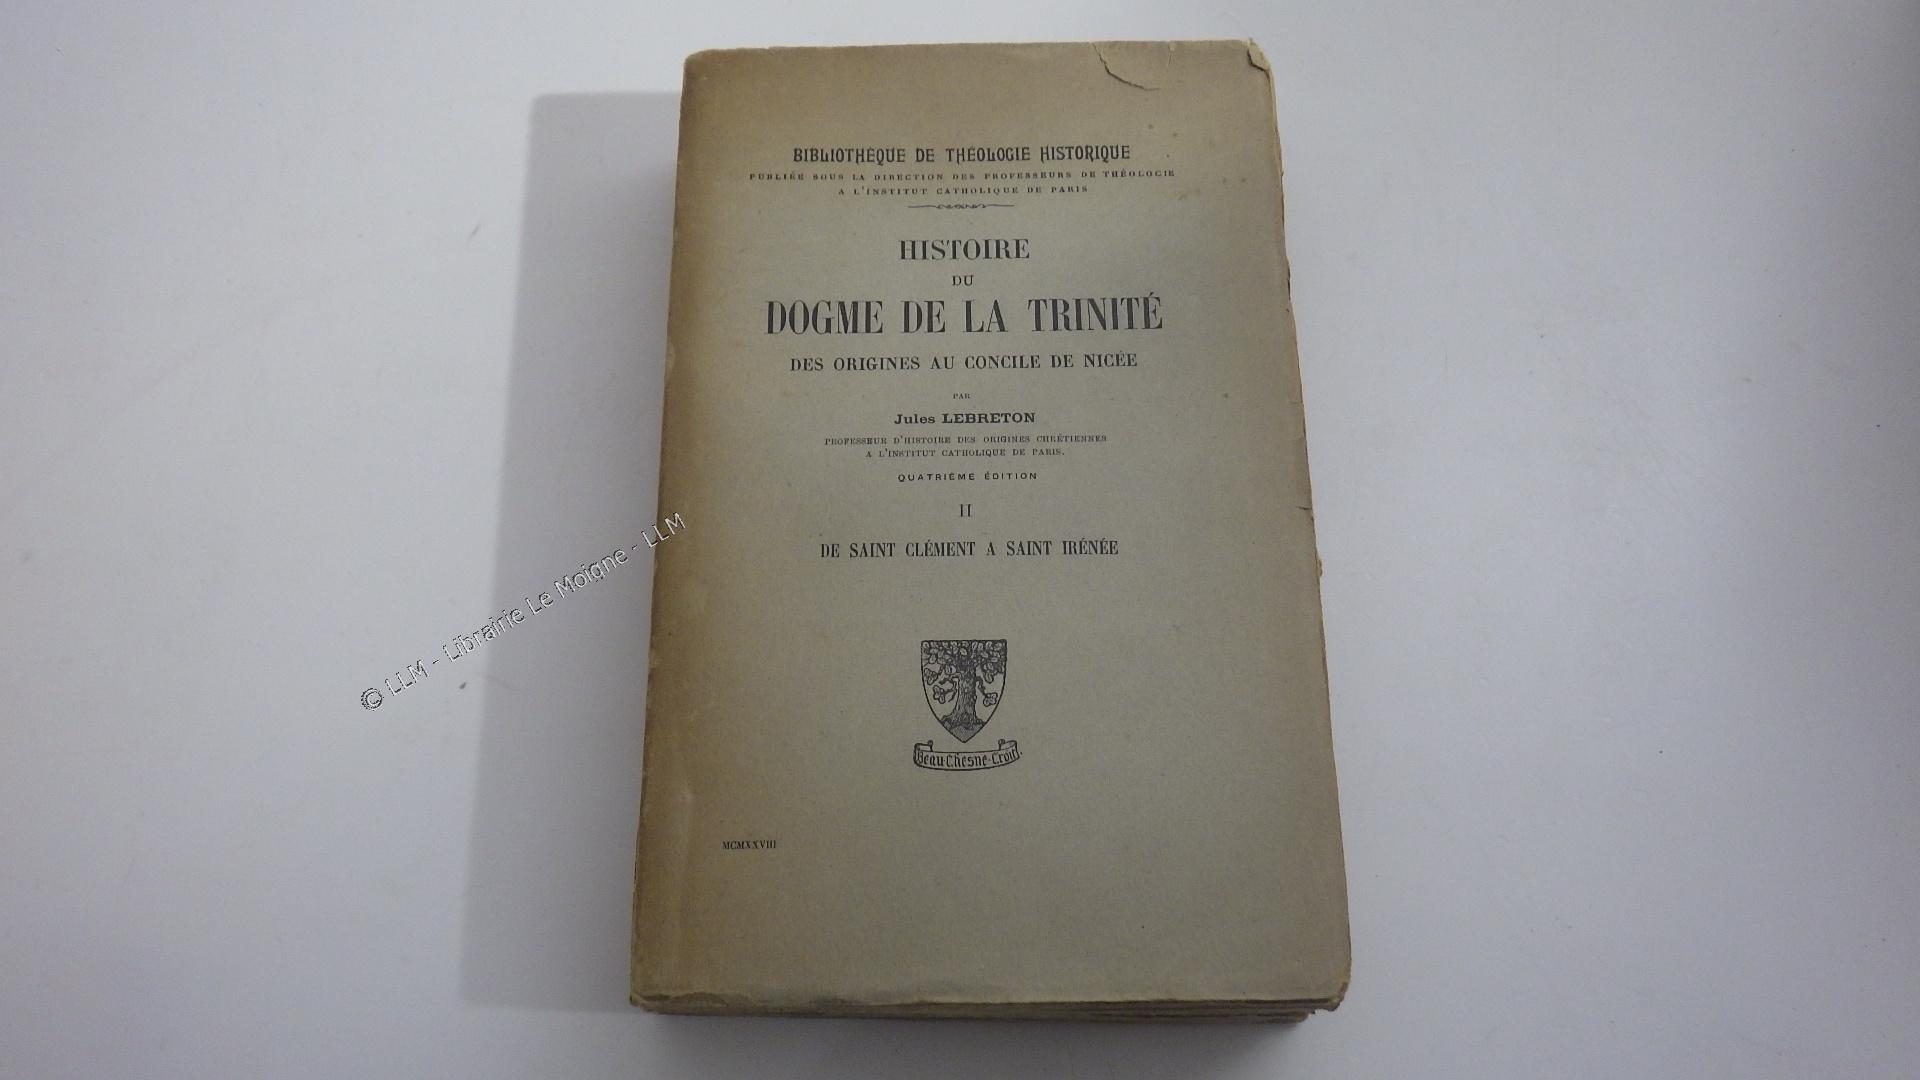 BIBLIOTHÈQUE DE THÉOLOGIE HISTORIQUE
PUBLIÉE SOUS LA DIRECTION DES PROFESSEURS DE THÉOLOGIE
A L'INSTITUT CATHOLIQUE DE PARIS
HISTOIRE
DU
DOGME DE LA TRINITÉ
DES ORIGINES AU CONCILE DE NICÉE
PAR
Jules LEBRETON
PROFESSEUR D'HISTOIRE DES ORIGINES CHRÉTIENNES
A L'INSTITUT CATHOLIQUE DE PARIS.
QUATRIÈME ÉDITION
II
DE SAINT CLÉMENT A SAINT IRÉNÉE
Beau-Chesne-Croit
MCMXXVIII
© LLM - Librairie Le Moigne - LLM